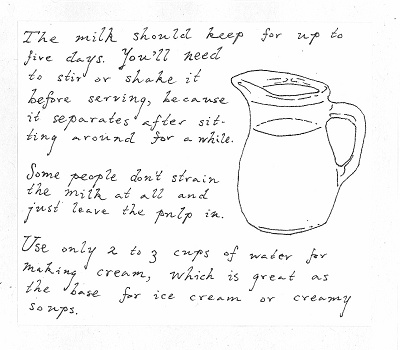 The milk should keep for up to
five days. You'll need
to stir or shake it
before serving, because
it separates after sit-
ting around for a while.
Some people don't strain
the milk at all and
just leave the pulp in.
Use only 2 to 3 cups of water for
making cream, which is great as
the base for ice cream or creamy
soups.